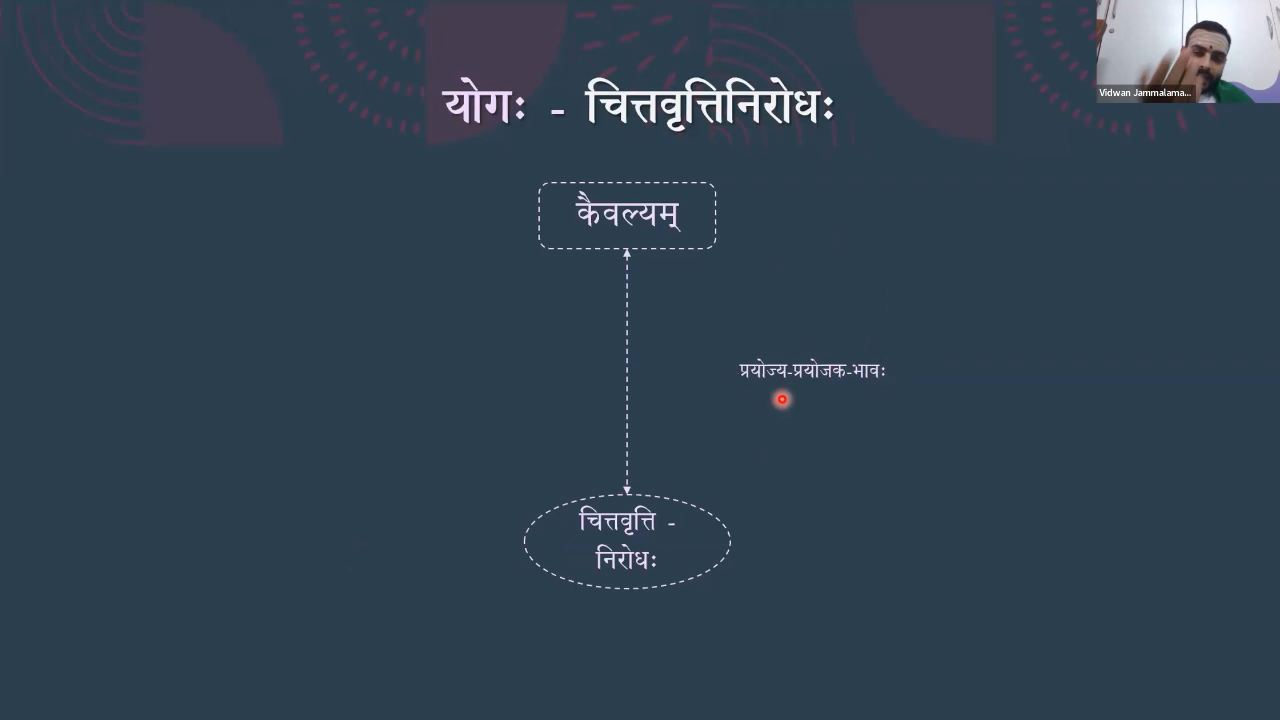 योगः - चित्तवृत्तिनिरोधः
Vidwan Jammalama...
कैवल्यम्
प्रयोज्य-प्रयोजक-भावः
चित्तवृत्ति -
निरोधः